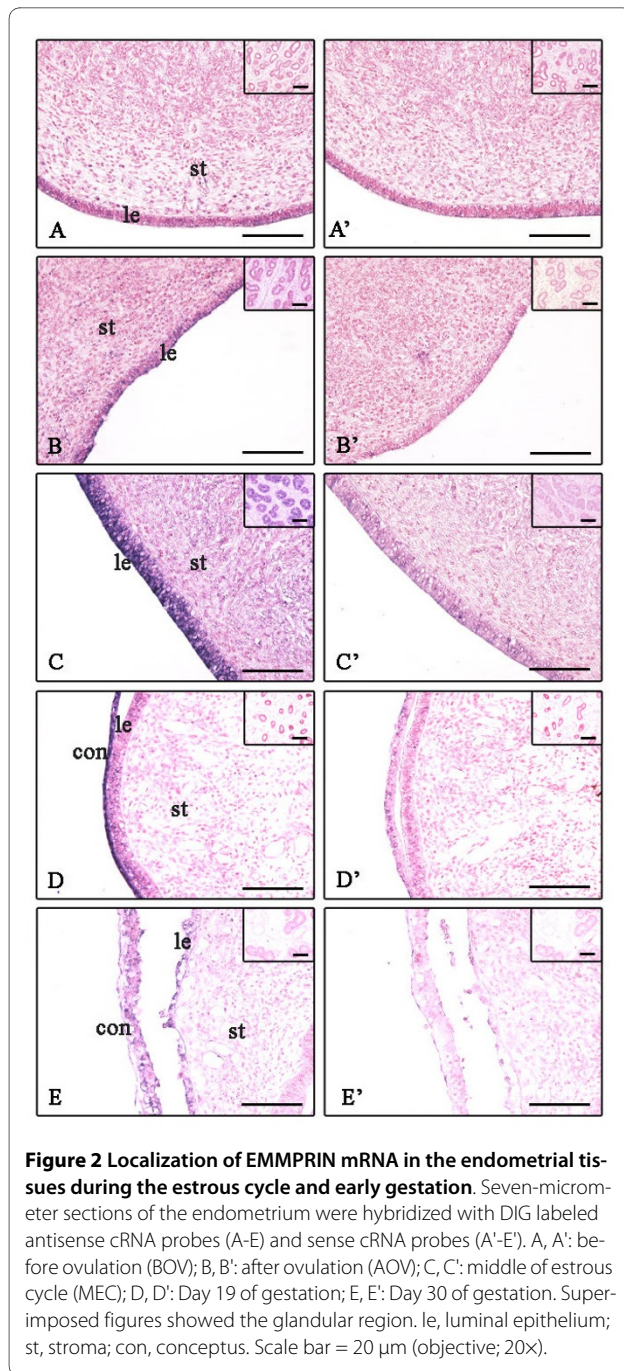 st
le
A
A'
st
le
B
B'
le
st
C
C'
le
con
st
D
D'
le
con
st
E
E'
Figure 2 Localization of EMMPRIN mRNA in the endometrial tis-
sues during the estrous cycle and early gestation. Seven-microm-
eter sections of the endometrium were hybridized with DIG labeled
antisense cRNA probes (A-E) and sense cRNA probes (A'-E'). A, A': be-
fore ovulation (BOV); B, B': after ovulation (AOV); C, C': middle of estrous
cycle (MEC); D, D': Day 19 of gestation; E, E': Day 30 of gestation. Super-
imposed figures showed the glandular region. le, luminal epithelium;
st, stroma; con, conceptus. Scale bar = 20 μm (objective; 20×).